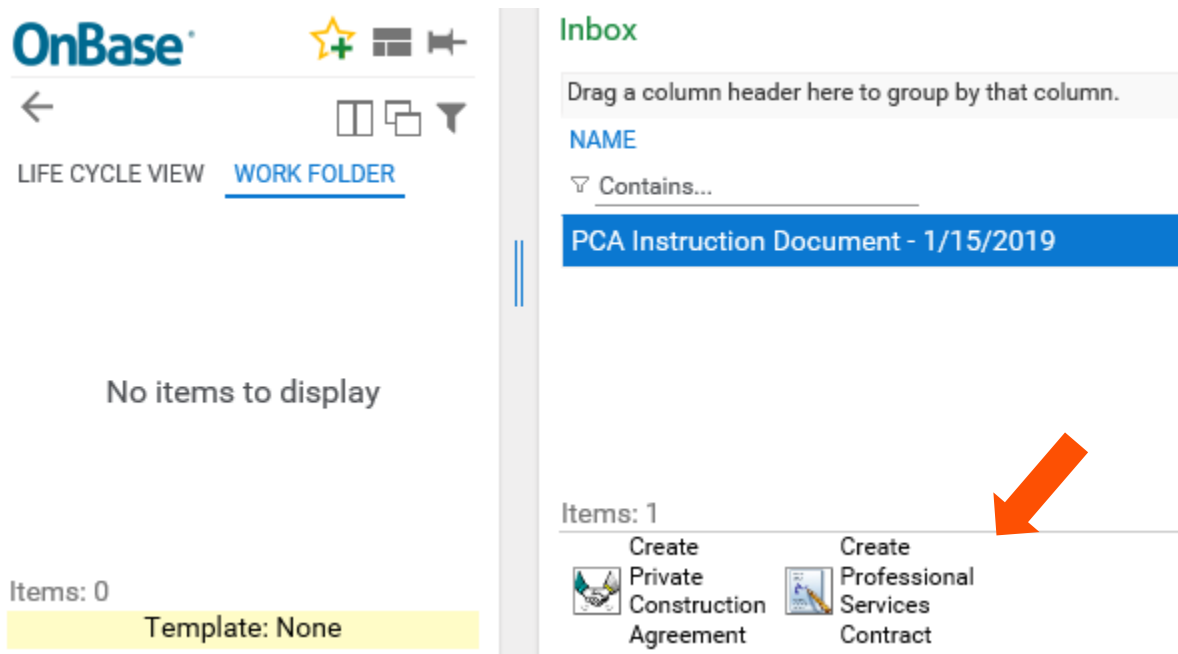 OnBase
LIFE CYCLE VIEW WORK FOLDER
No items to display
Items: 0
Template: None
Inbox
Drag a column header here to group by that column.
NAME
Contains...
PCA Instruction Document - 1/15/2019
Items: 1
Create
Private
Construction
Agreement
Create
Professional
Services
Contract